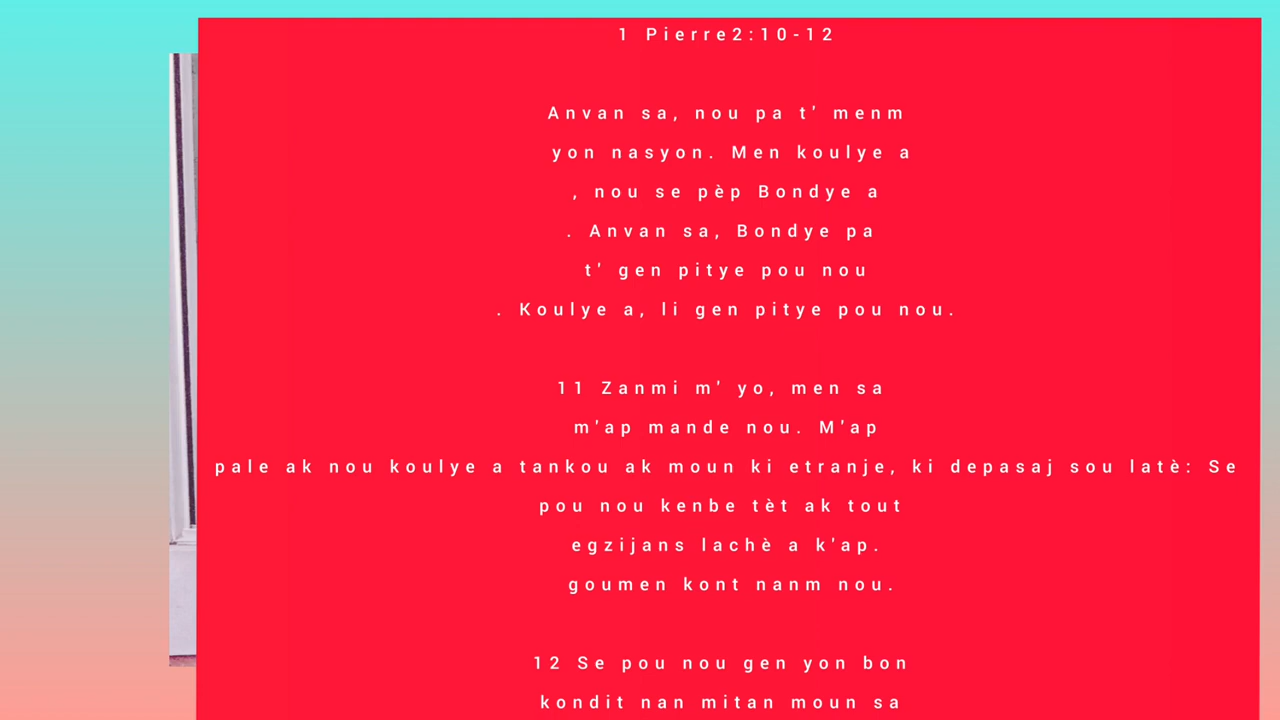 1 Pierre2:10-12
Anvan sa, nou pa t' menm
yon nasyon. Men koulye a
, nou se pèp Bondye a
. Anvan sa, Bondye pa
t' gen pitye pou nou
. Koulye a, li gen pitye pou nou.
11 Zanmi m' yo, men sa
m'ap mande nou. M'ap
pale ak nou koulye a tankou ak moun ki etranje, ki depasaj sou latè: Se
pou nou kenbe tèt ak tout
egzijans lachè a k'ap.
goumen kont nanm nou.
12 Se pou nou gen yon bon
kondit nan mitan moun sa